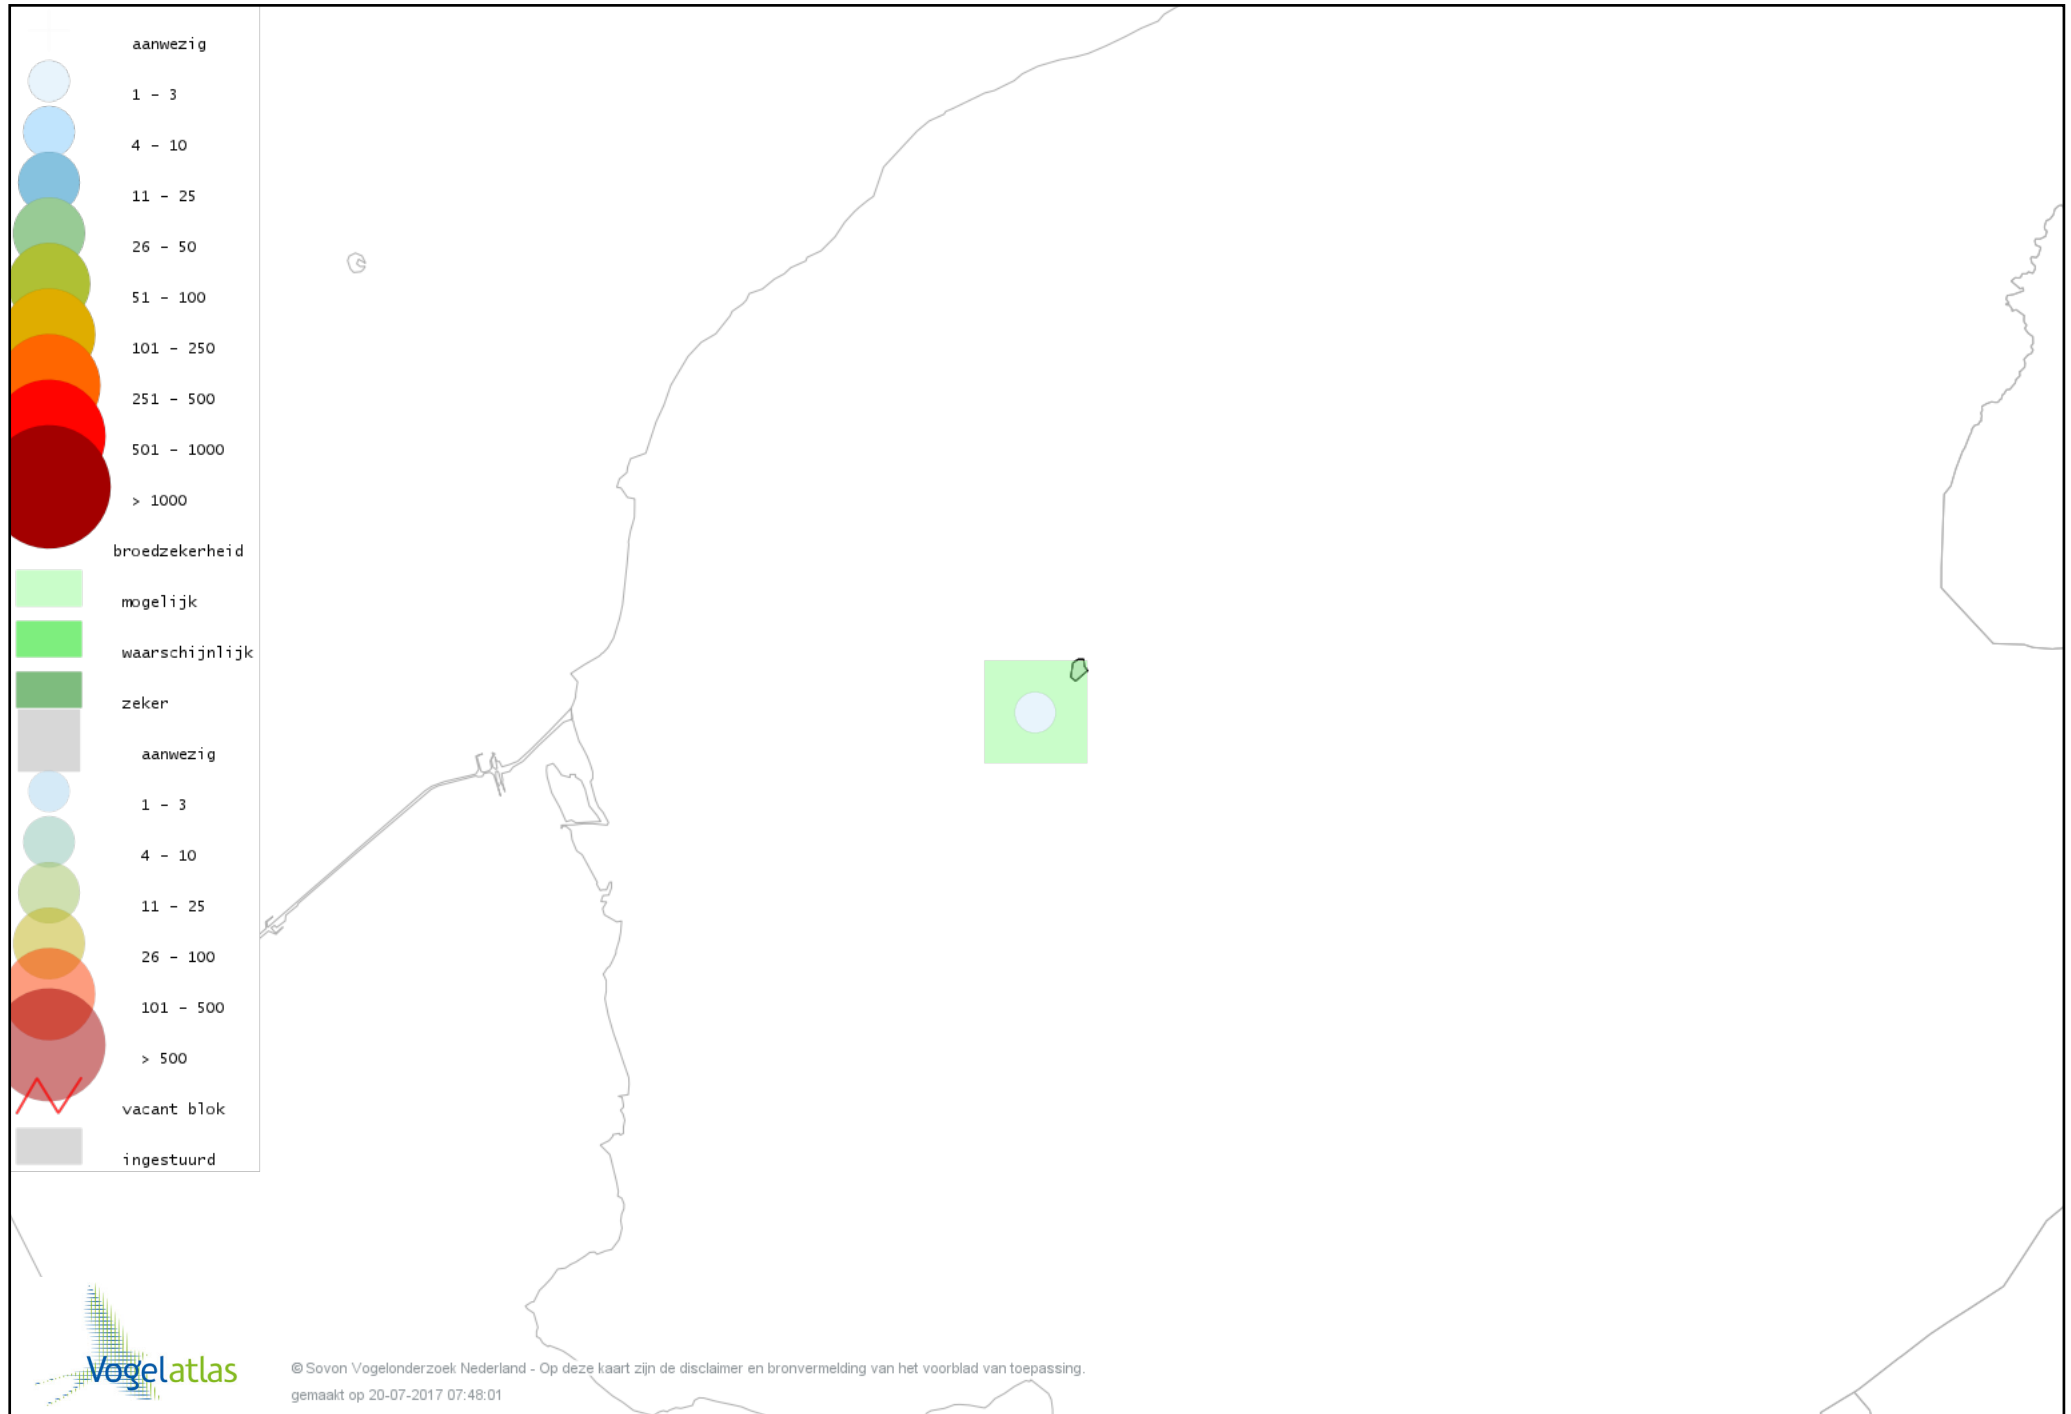 aanwezig
1 - 3
4 - 10
11 - 25
26 - 50
51 - 100
101 - 250
251 - 500
501 - 1000
> 1000
broedzekerheid
mogelijk
waarschijnlijk
zeker
aanwezig
1 - 3
4 - 10
11 - 25
26 - 100
101 - 500
> 500
vacant blok
ingestuurd
Vogelatlas
© Sovon Vogelonderzoek Nederland - Op deze kaart zijn de disclaimer en bronvermelding van het voorblad van toepassing.
gemaakt op 20-07-2017 07:48:01